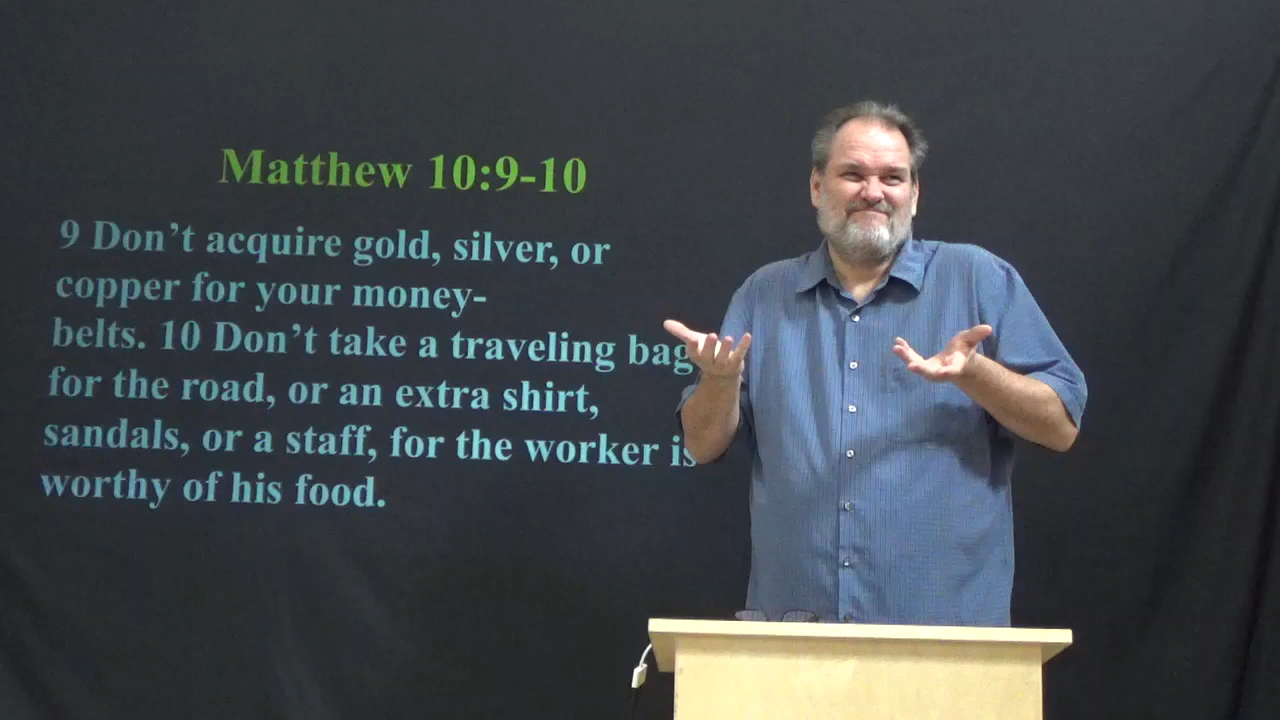 Matthew 10:9-10
9 Don’t acquire gold, silver, or
copper for your money-
belts. 10 Don’t take a traveling bag
for the road, or an extra shirt,
sandals, or a staff, for the worker is
worthy of his food.